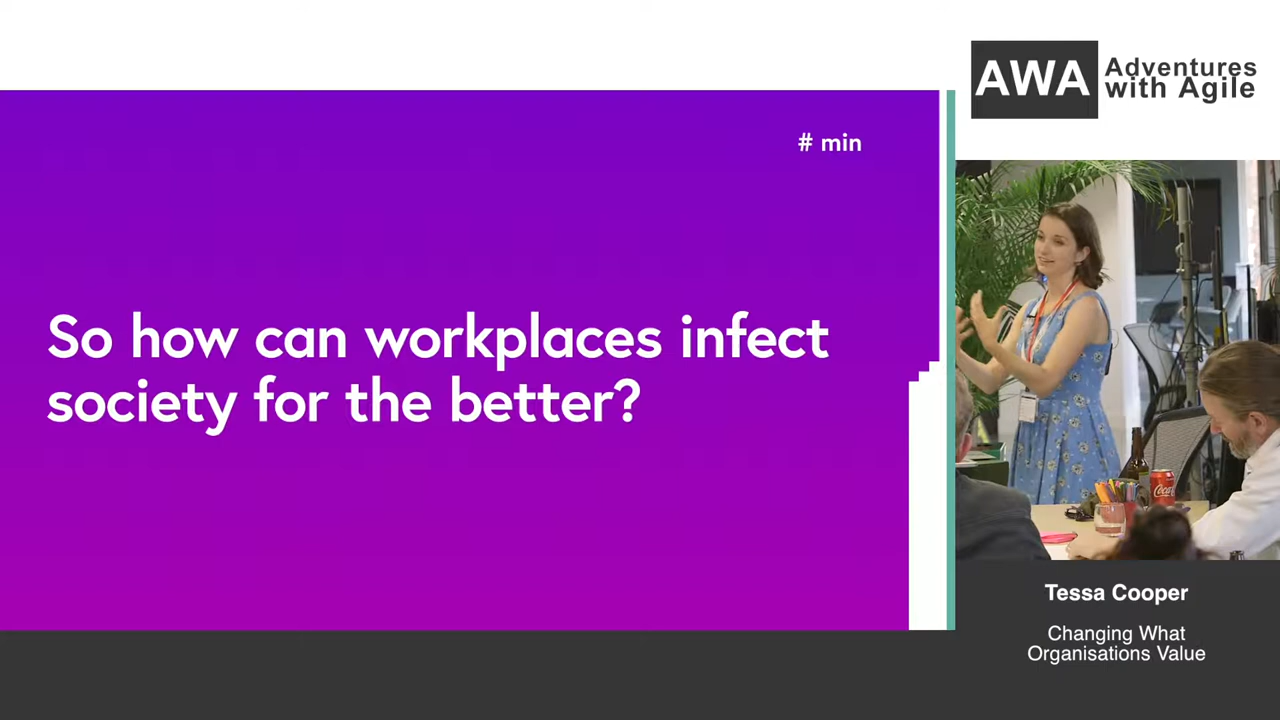 AWA
Adventures
with Agile
# min
So how can workplaces infect
society for the better?
Coca
Tessa Cooper
Changing What
Organisations Value